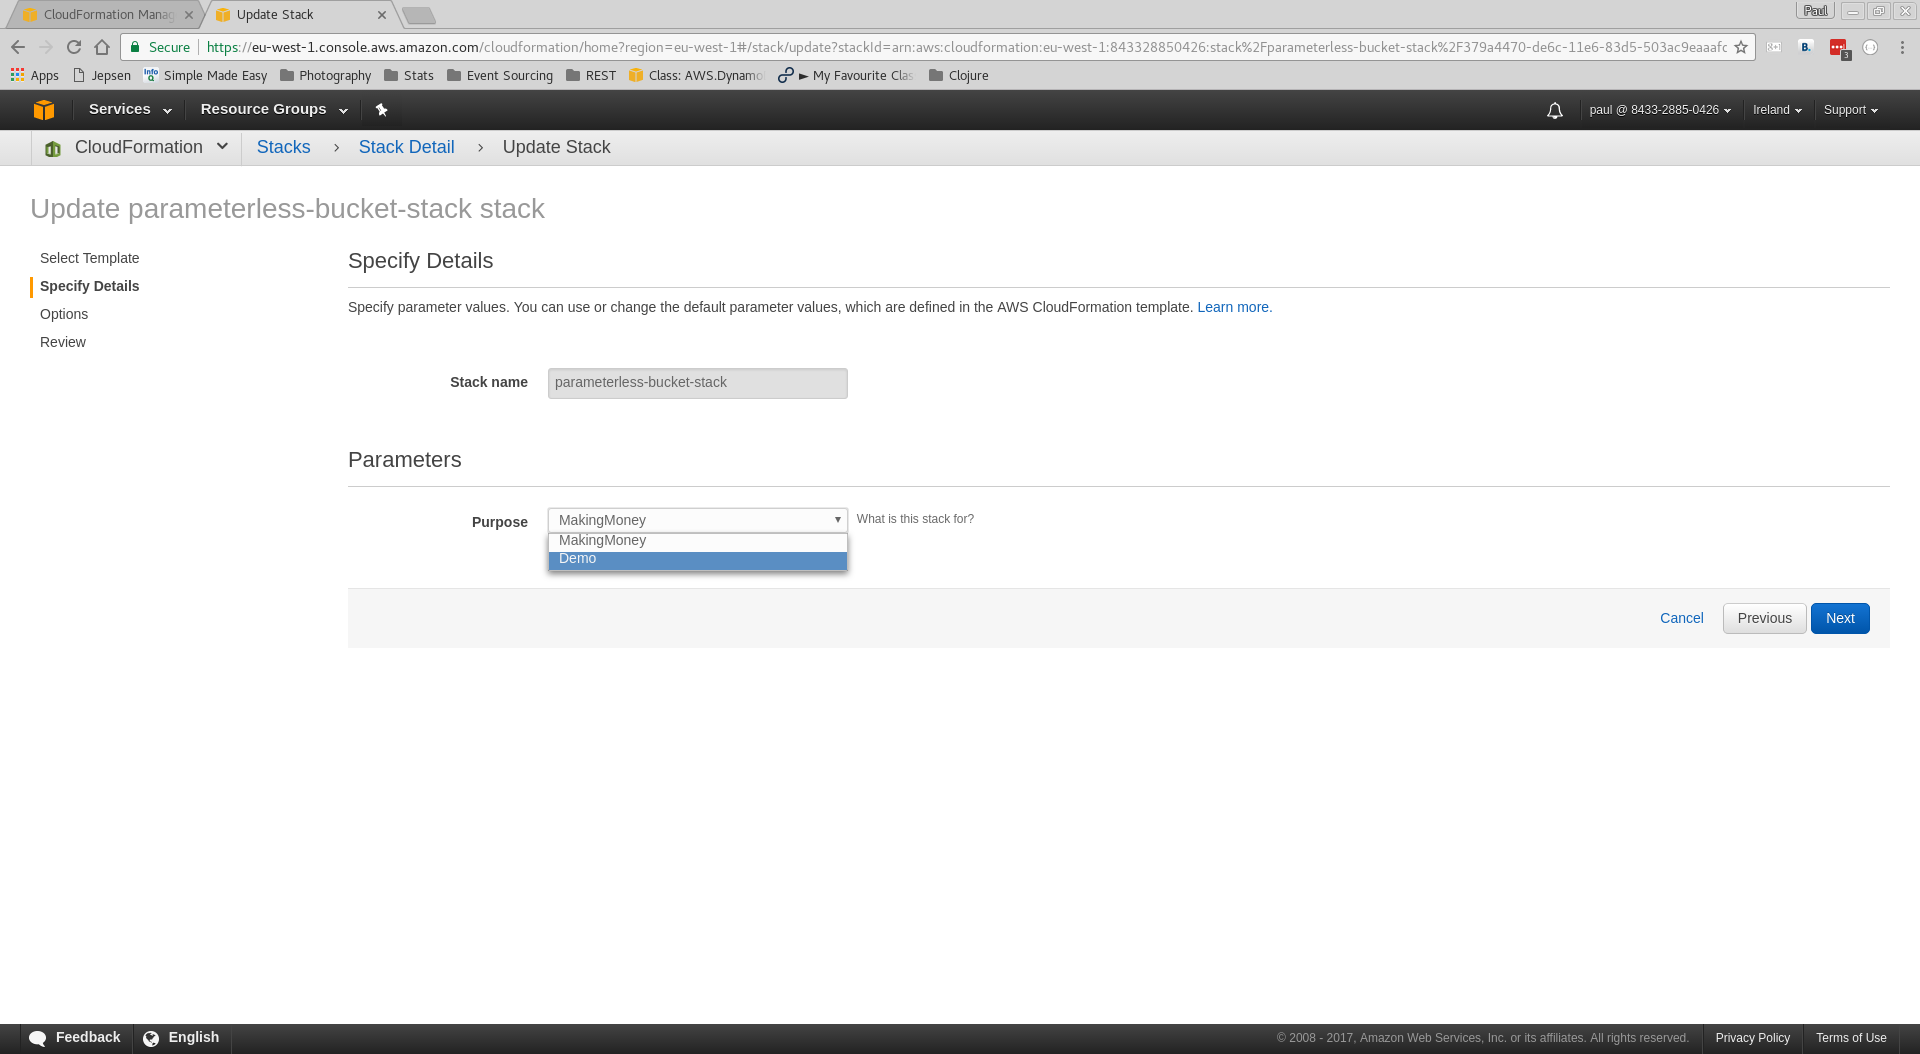 CloudFormation Manag
Update Stack
Paul
Secure
https://eu-west-1.console.aws.amazon.com/cloudformation/home?region=eu-west-1#/stack/update?stackId=arn:aws:cloudformation:eu-west-1:843328850426:stack%2Fparameterless-bucket-stack%2F379a4470-de6c-11e6-83d5-503ac9eaaafc
B.
3
Apps
Jepsen
Info Q
Simple Made Easy
Photography
Stats
Event Sourcing
REST
Class: AWS.Dynamo
► My Favourite Clas
Clojure
Services
Resource Groups
paul @ 8433-2885-0426
Ireland
Support
CloudFormation
Stacks
Stack Detail
Update Stack
Update parameterless-bucket-stack stack
Select Template
Specify Details
Options
Review
Specify Details
Specify parameter values. You can use or change the default parameter values, which are defined in the AWS CloudFormation template. Learn more.
Stack name
parameterless-bucket-stack
Parameters
Purpose
MakingMoney
What is this stack for?
MakingMoney
Demo
Cancel
Previous
Next
Feedback
English
© 2008 - 2017, Amazon Web Services, Inc. or its affiliates. All rights reserved.
Privacy Policy
Terms of Use